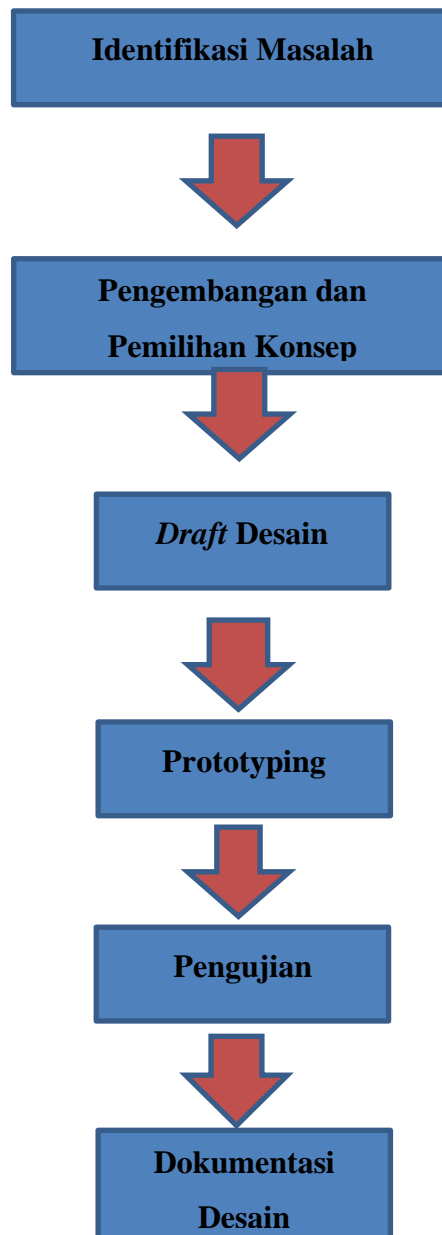 Identifikasi Masalah
Pengembangan dan
Pemilihan Konsep
Draft Desain
Prototyping
Pengujian
Dokumentasi
Desain